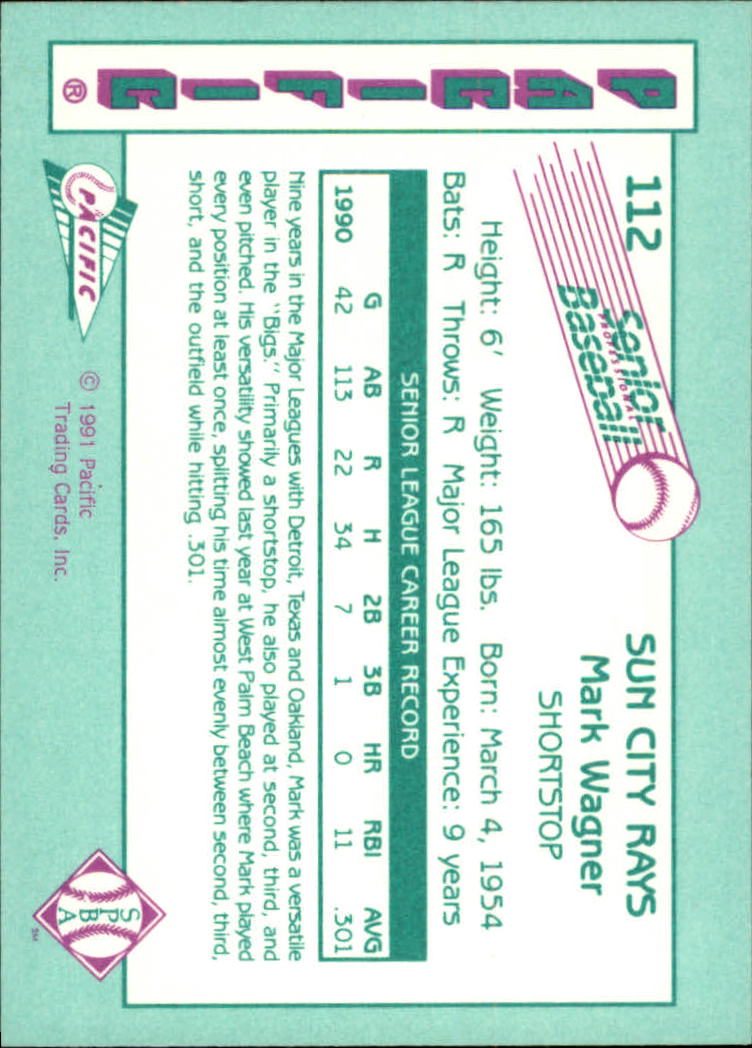 PACIFIC®
112
Senior
PROFESSIONAL
Baseball
SUN CITY RAYS
Mark Wagner
SHORTSTOP
Height: 6' Weight: 165 lbs. Born: March 4, 1954
Bats: R Throws: R Major League Experience: 9 years
SENIOR LEAGUE CAREER RECORD
G AB R H 2B 3B HR RBI AVG
1990 42 113 22 34 7 1 0 11 .301
Nine years in the Major Leagues with Detroit, Texas and Oakland, Mark was a versatile
player in the "Bigs." Primarily a shortstop, he also played at second, third, and
even pitched. His versatility showed last year at West Palm Beach where Mark played
every position at least once, splitting his time almost evenly between second, third,
short, and the outfield while hitting .301.
PACIFIC
© 1991 Pacific
Trading Cards, Inc.
S
P
B
A
SM